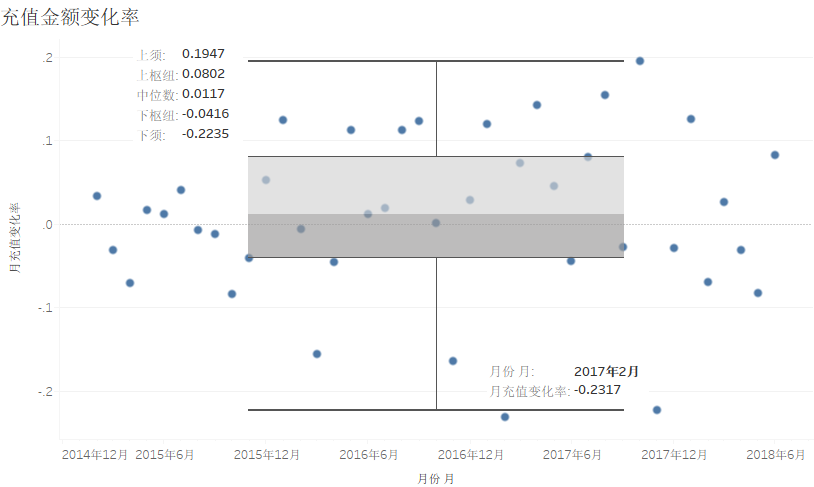 充值金额变化率
上须: 0.1947
上枢纽: 0.0802
中位数: 0.0117
下枢纽: -0.0416
下须: -0.2235
.2
.1
.0
-.1
-.2
月充值变化率
月份 月: 2017年2月
月充值变化率: -0.2317
2014年12月 2015年6月 2015年12月 2016年6月 2016年12月 2017年6月 2017年12月 2018年6月
月份 月